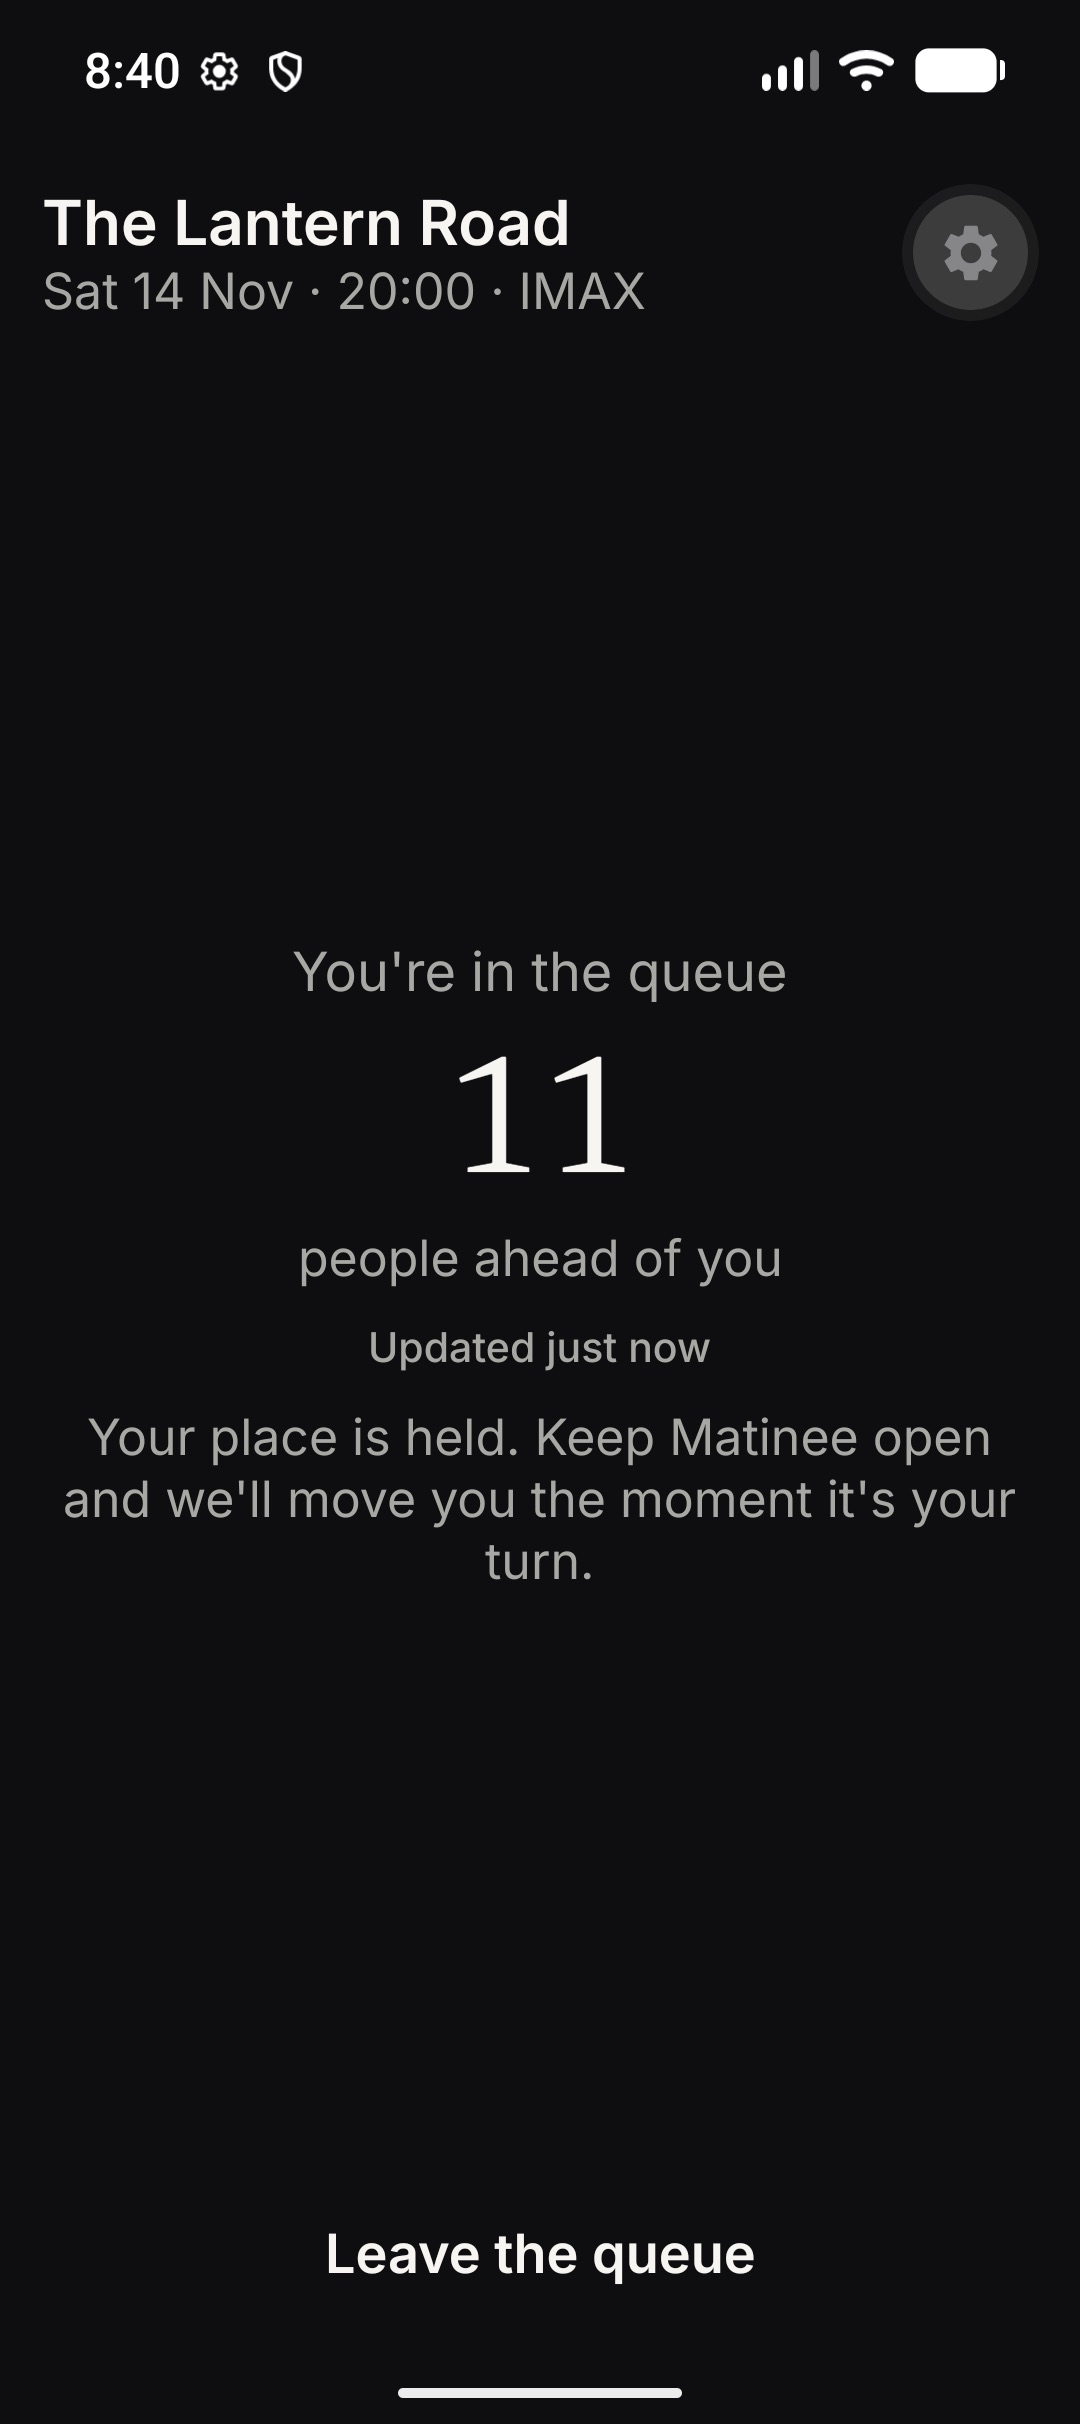 8:40
The Lantern Road
Sat 14 Nov · 20:00 · IMAX
You're in the queue
11
people ahead of you
Updated just now
Your place is held. Keep Matinee open
and we'll move you the moment it's your
turn.
Leave the queue